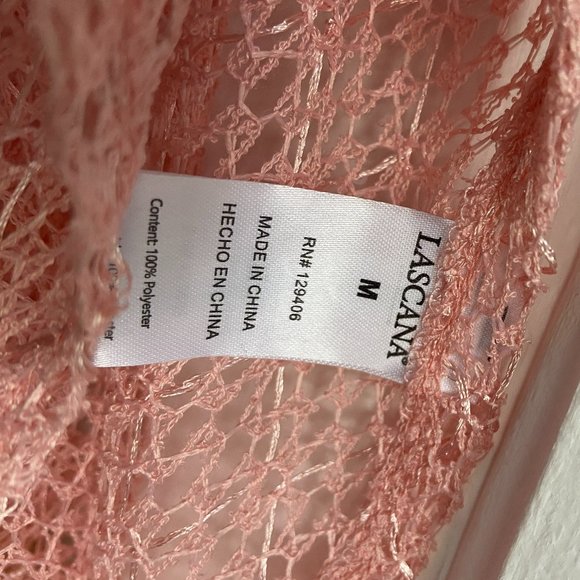 LASCANA®
M
RN# 129406
MADE IN CHINA
HECHO EN CHINA
Content: 100% Polyester